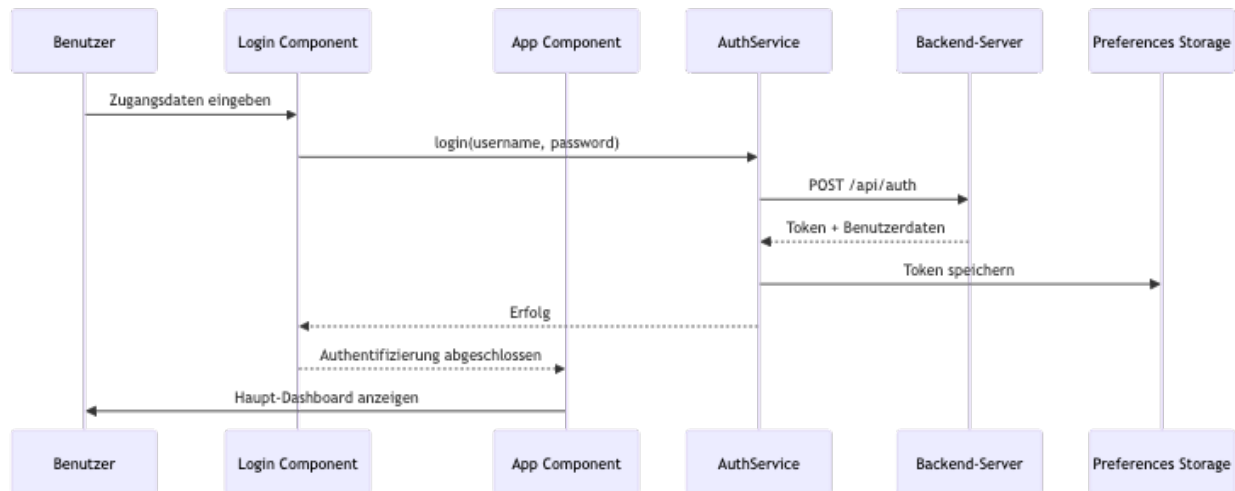 Benutzer
Login Component
App Component
AuthService
Backend-Server
Preferences Storage
Zugangsdaten eingeben
login(username, password)
POST /api/auth
Token + Benutzerdaten
Token speichern
Erfolg
Authentifizierung abgeschlossen
Haupt-Dashboard anzeigen
Benutzer
Login Component
App Component
AuthService
Backend-Server
Preferences Storage